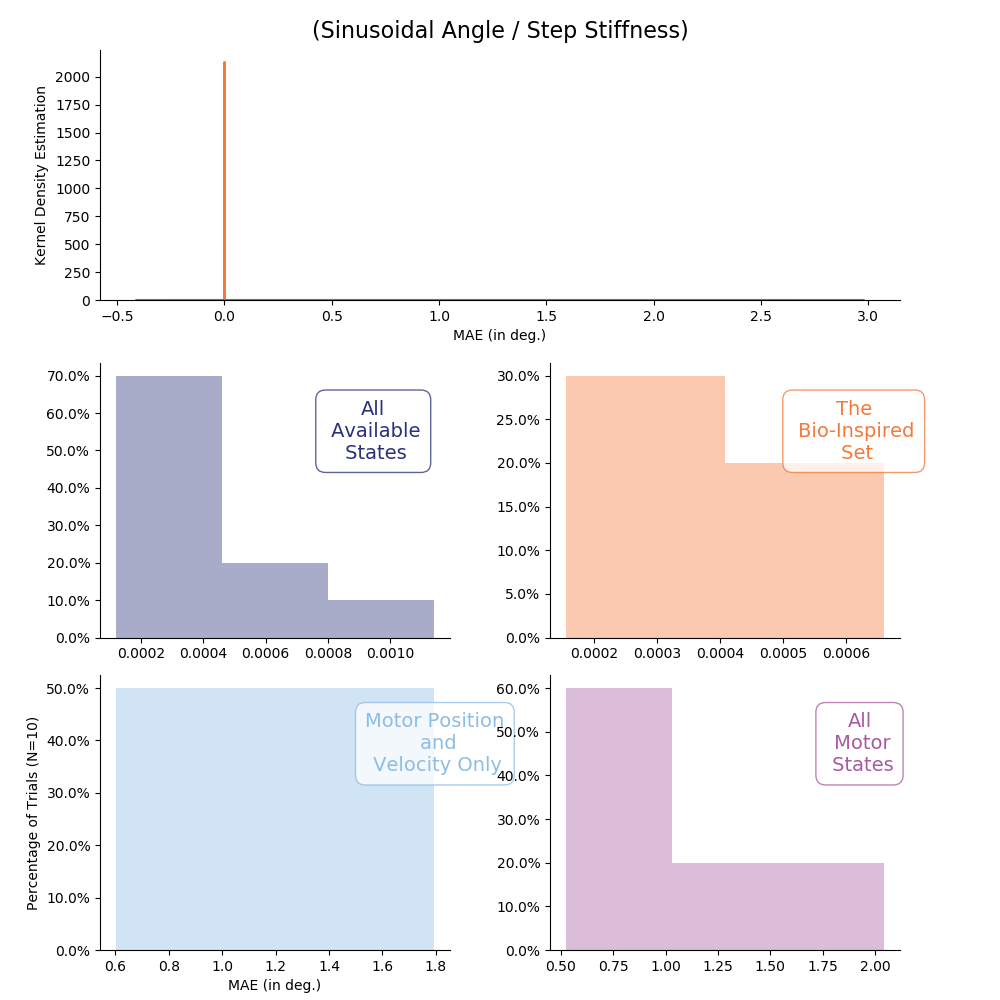 (Sinusoidal Angle / Step Stiffness)
Kernel Density Estimation
2000
1750
1500
1250
1000
750
500
250
0
−0.5 0.0 0.5 1.0 1.5 2.0 2.5 3.0
MAE (in deg.)
70.0%
60.0%
50.0%
40.0%
30.0%
20.0%
10.0%
0.0%
0.0002 0.0004 0.0006 0.0008 0.0010
All
Available
States
30.0%
25.0%
20.0%
15.0%
10.0%
5.0%
0.0%
0.0002 0.0003 0.0004 0.0005 0.0006
The
Bio-Inspired
Set
Percentage of Trials (N=10)
50.0%
40.0%
30.0%
20.0%
10.0%
0.0%
0.6 0.8 1.0 1.2 1.4 1.6 1.8
MAE (in deg.)
Motor Position
and
Velocity Only
60.0%
50.0%
40.0%
30.0%
20.0%
10.0%
0.0%
0.50 0.75 1.00 1.25 1.50 1.75 2.00
All
Motor
States